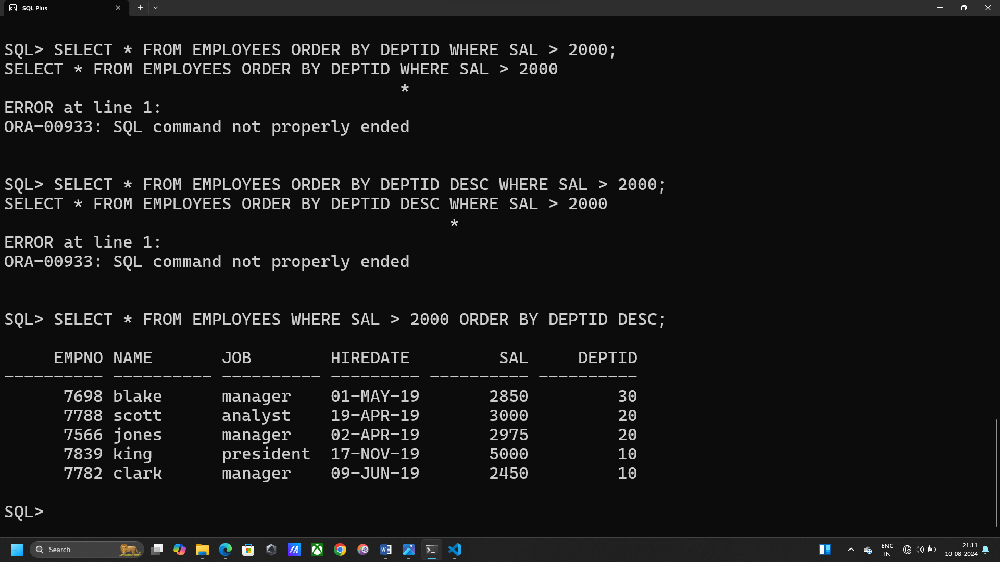 SQL Plus
SQL> SELECT * FROM EMPLOYEES ORDER BY DEPTID WHERE SAL > 2000;
SELECT * FROM EMPLOYEES ORDER BY DEPTID WHERE SAL > 2000
                                        *
ERROR at line 1:
ORA-00933: SQL command not properly ended
SQL> SELECT * FROM EMPLOYEES ORDER BY DEPTID DESC WHERE SAL > 2000;
SELECT * FROM EMPLOYEES ORDER BY DEPTID DESC WHERE SAL > 2000
                                             *
ERROR at line 1:
ORA-00933: SQL command not properly ended
SQL> SELECT * FROM EMPLOYEES WHERE SAL > 2000 ORDER BY DEPTID DESC;
     EMPNO NAME       JOB        HIREDATE         SAL     DEPTID
---------- ---------- ---------- --------- ---------- ----------
      7698 blake      manager    01-MAY-19       2850         30
      7788 scott      analyst    19-APR-19       3000         20
      7566 jones      manager    02-APR-19       2975         20
      7839 king       president  17-NOV-19       5000         10
      7782 clark      manager    09-JUN-19       2450         10
SQL>
Search
ENG
IN
21:11
10-08-2024